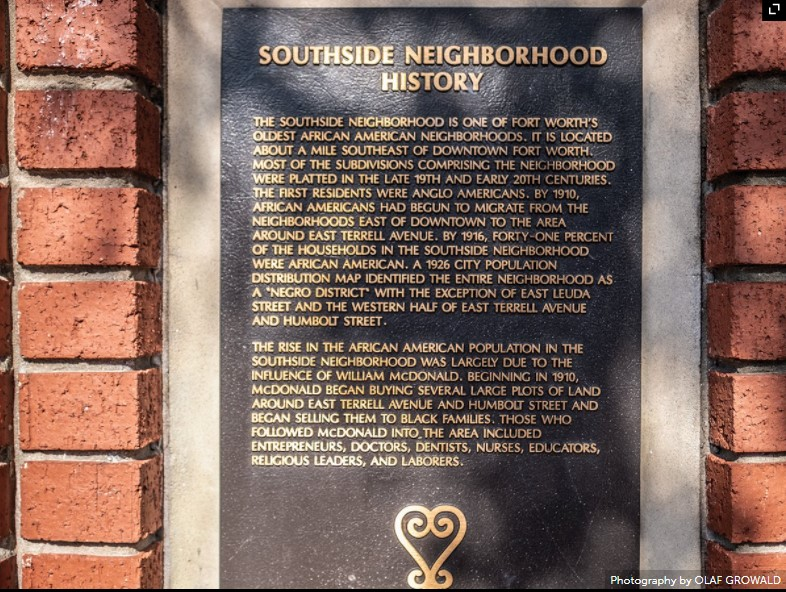 SOUTHSIDE NEIGHBORHOOD
HISTORY
THE SOUTHSIDE NEIGHBORHOOD IS ONE OF FORT WORTH'S
OLDEST AFRICAN AMERICAN NEIGHBORHOODS. IT IS LOCATED
ABOUT A MILE SOUTHEAST OF DOWNTOWN FORT WORTH.
MOST OF THE SUBDIVISIONS COMPRISING THE NEIGHBORHOOD
WERE PLATTED IN THE LATE 19TH AND EARLY 20TH CENTURIES.
THE FIRST RESIDENTS WERE ANGLO AMERICANS. BY 1910,
AFRICAN AMERICANS HAD BEGUN TO MIGRATE FROM THE
NEIGHBORHOODS EAST OF DOWNTOWN TO THE AREA
AROUND EAST TERRELL AVENUE. BY 1916, FORTY-ONE PERCENT
OF THE HOUSEHOLDS IN THE SOUTHSIDE NEIGHBORHOOD
WERE AFRICAN AMERICAN. A 1926 CITY POPULATION
DISTRIBUTION MAP IDENTIFIED THE ENTIRE NEIGHBORHOOD AS
A "NEGRO DISTRICT" WITH THE EXCEPTION OF EAST LEUDA
STREET AND THE WESTERN HALF OF EAST TERRELL AVENUE
AND HUMBOLT STREET.
THE RISE IN THE AFRICAN AMERICAN POPULATION IN THE
SOUTHSIDE NEIGHBORHOOD WAS LARGELY DUE TO THE
INFLUENCE OF WILLIAM McDONALD. BEGINNING IN 1910,
McDONALD BEGAN BUYING SEVERAL LARGE PLOTS OF LAND
AROUND EAST TERRELL AVENUE AND HUMBOLT STREET AND
BEGAN SELLING THEM TO BLACK FAMILIES. THOSE WHO
FOLLOWED McDONALD INTO THE AREA INCLUDED
ENTREPRENEURS, DOCTORS, DENTISTS, NURSES, EDUCATORS,
RELIGIOUS LEADERS, AND LABORERS.
Photography by OLAF GROWALD